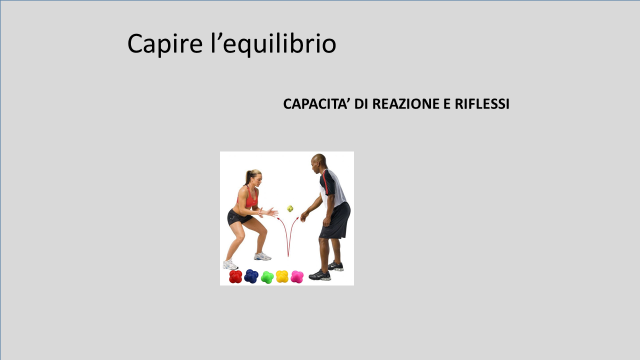 Capire l’equilibrio
CAPACITA’ DI REAZIONE E RIFLESSI